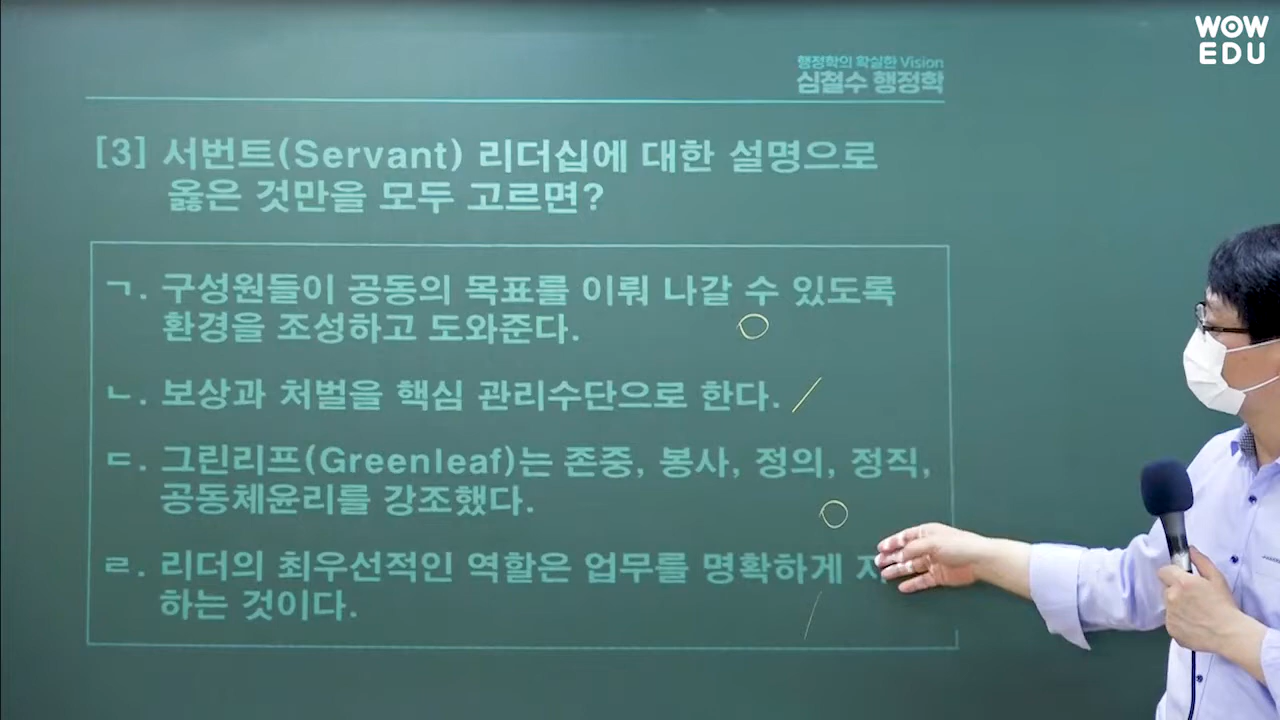 WOW
EDU
행정학의 확실한 Vision
심철수 행정학
[3] 서번트(Servant) 리더십에 대한 설명으로
옳은 것만을 모두 고르면?
ㄱ. 구성원들이 공동의 목표를 이뤄 나갈 수 있도록
환경을 조성하고 도와준다.
ㄴ. 보상과 처벌을 핵심 관리수단으로 한다.
ㄷ. 그린리프(Greenleaf)는 존중, 봉사, 정의, 정직,
공동체윤리를 강조했다.
ㄹ. 리더의 최우선적인 역할은 업무를 명확하게
하는 것이다.